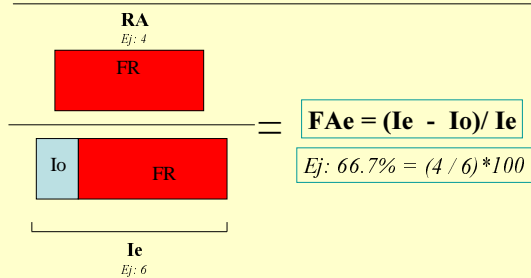 RA
Ej: 4
FR
=
FAe = (Ie - Io)/ Ie
Ej: 66.7% = (4 / 6)*100
Io
FR
Ie
Ej: 6